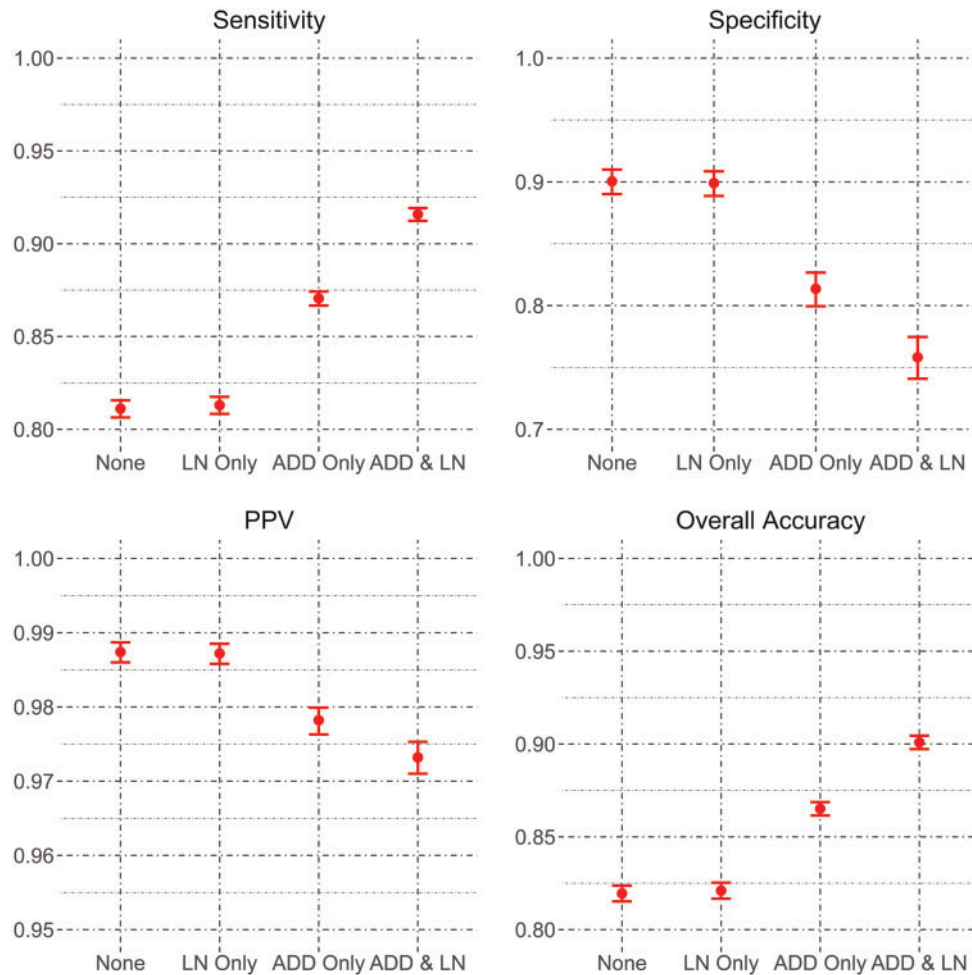 Sensitivity
1.00
0.95
0.90
0.85
0.80
None LN Only ADD Only ADD & LN
Specificity
1.0
0.9
0.8
0.7
None LN Only ADD Only ADD & LN
PPV
1.00
0.99
0.98
0.97
0.96
0.95
None LN Only ADD Only ADD & LN
Overall Accuracy
1.00
0.95
0.90
0.85
0.80
None LN Only ADD Only ADD & LN